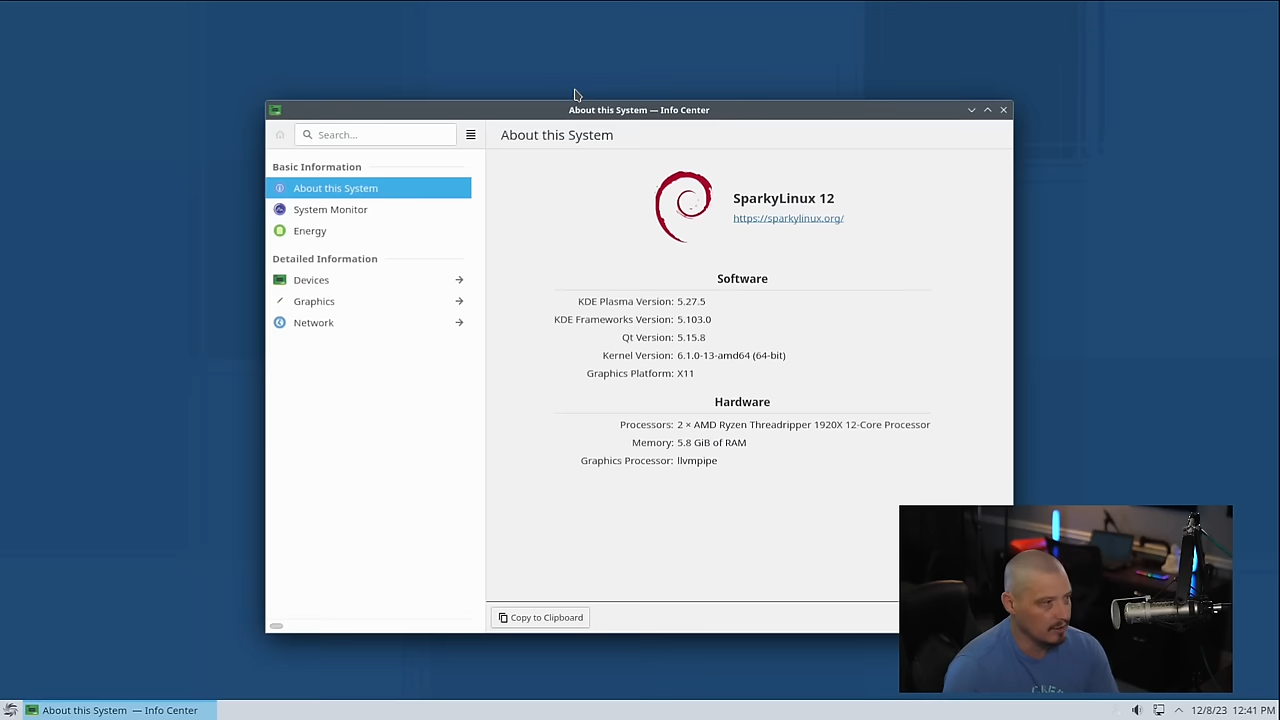 About this System — Info Center
Search...
About this System
Basic Information
About this System
System Monitor
Energy
Detailed Information
Devices
Graphics
Network
SparkyLinux 12
https://sparkylinux.org/
Software
KDE Plasma Version: 5.27.5
KDE Frameworks Version: 5.103.0
Qt Version: 5.15.8
Kernel Version: 6.1.0-13-amd64 (64-bit)
Graphics Platform: X11
Hardware
Processors: 2 × AMD Ryzen Threadripper 1920X 12-Core Processor
Memory: 5.8 GiB of RAM
Graphics Processor: llvmpipe
Copy to Clipboard
About this System — Info Center
12/8/23 12:41 PM